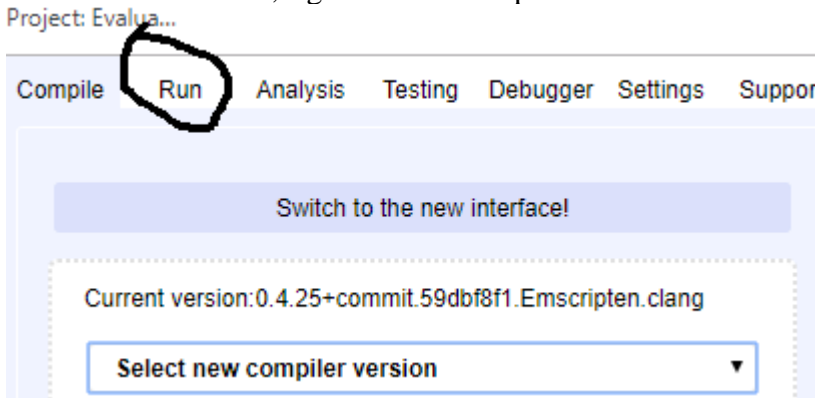 Project: Evalua...
Compile Run Analysis Testing Debugger Settings Suppor
Switch to the new interface!
Current version:0.4.25+commit.59dbf8f1.Emscripten.clang
Select new compiler version